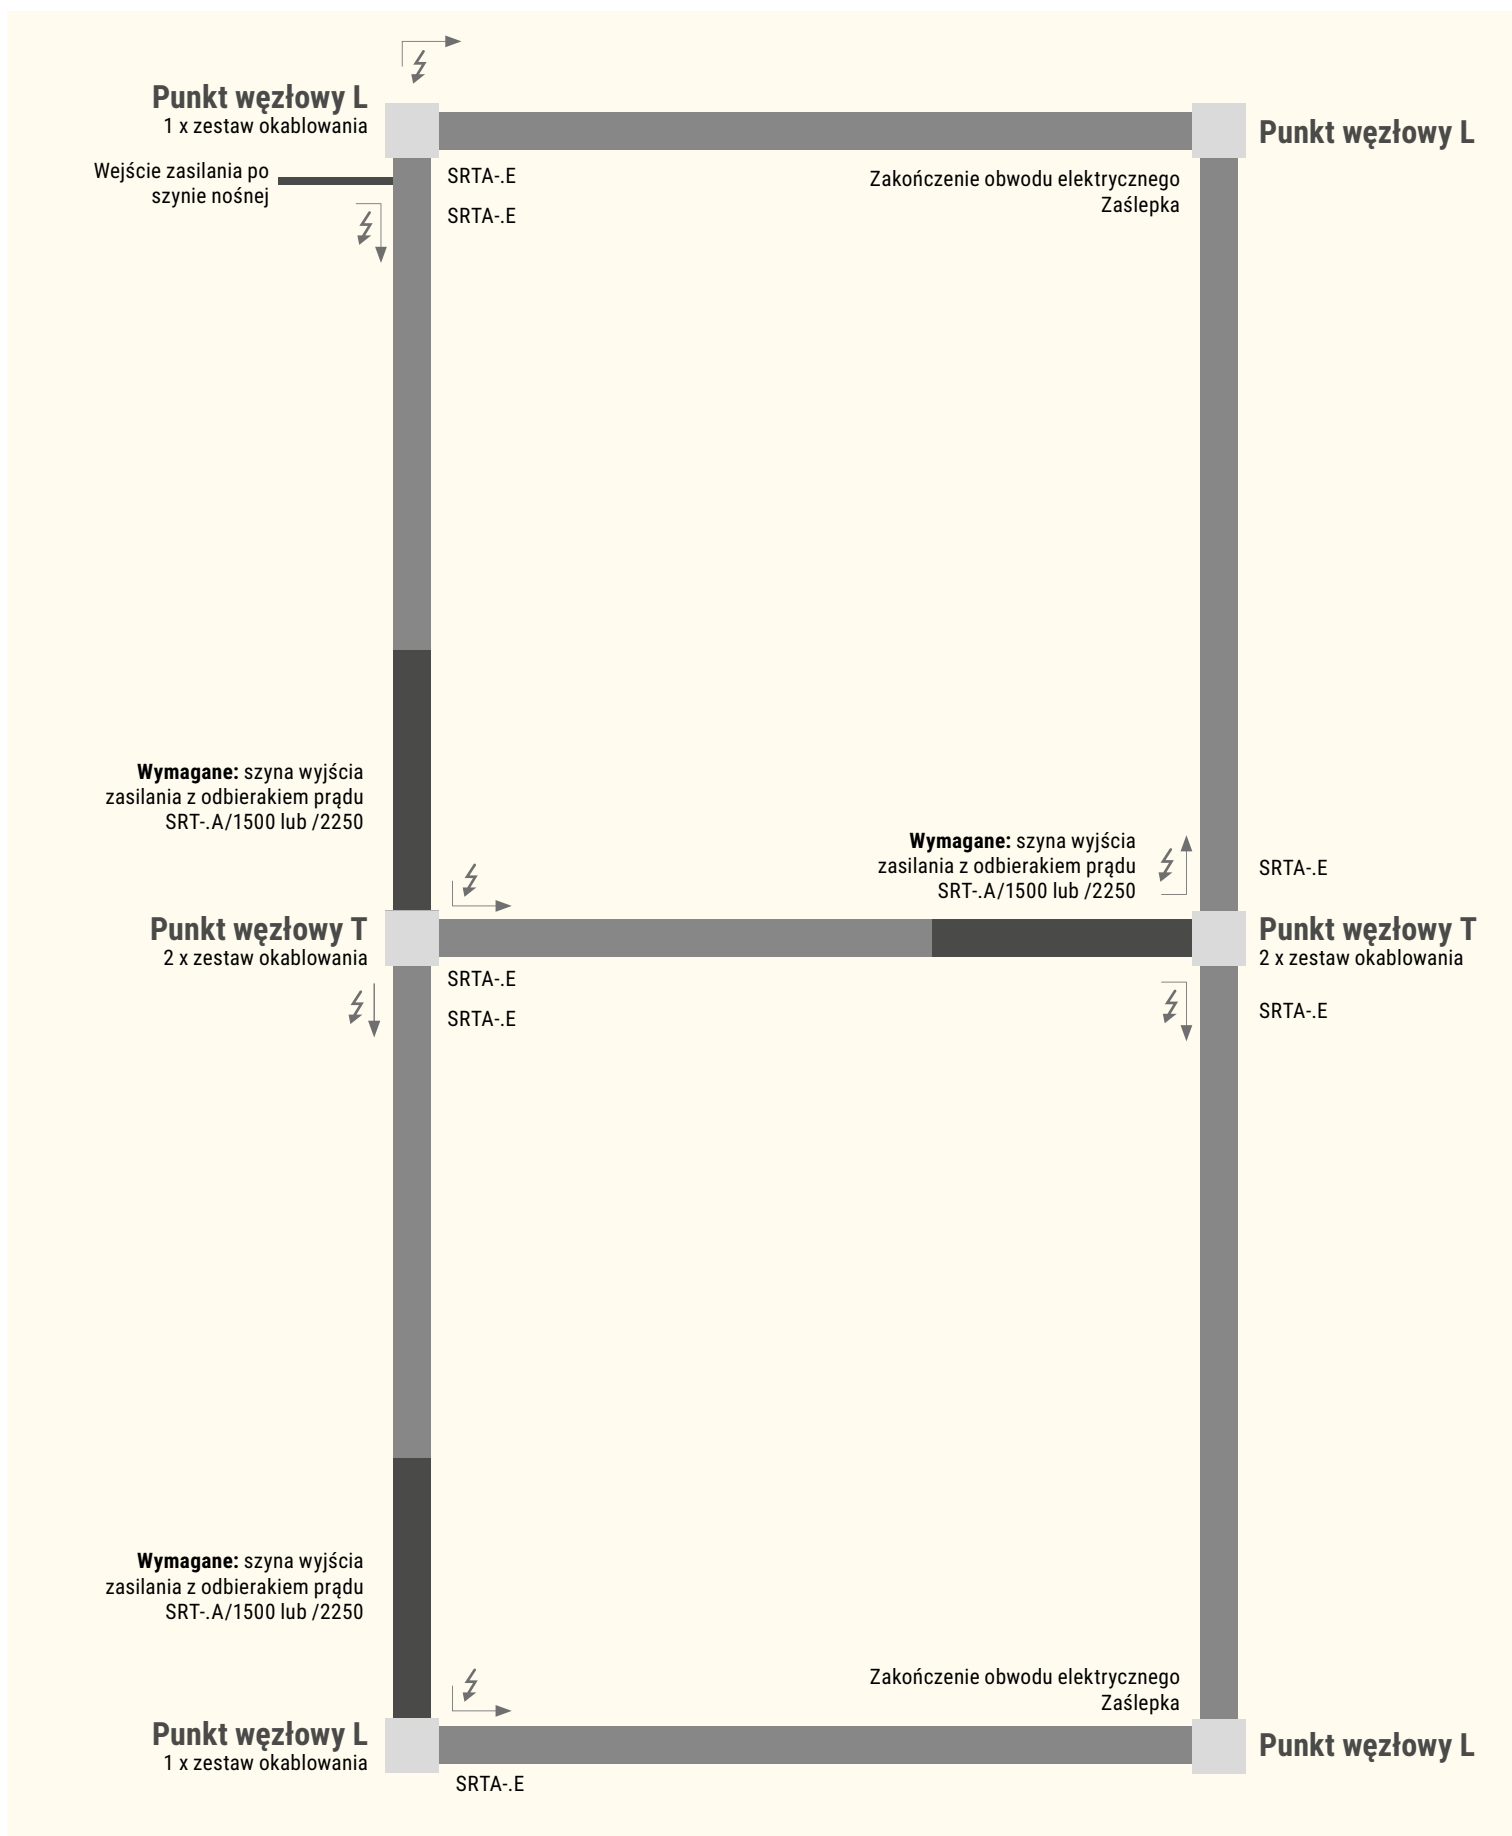 Punkt węzłowy L
1 x zestaw okablowania
Punkt węzłowy L
Wejście zasilania po
szynie nośnej
SRTA-.E
SRTA-.E
Zakończenie obwodu elektrycznego
Zaślepka
Wymagane: szyna wyjścia
zasilania z odbierakiem prądu
SRT-.A/1500 lub /2250
Wymagane: szyna wyjścia
zasilania z odbierakiem prądu
SRT-.A/1500 lub /2250
SRTA-.E
Punkt węzłowy T
2 x zestaw okablowania
Punkt węzłowy T
2 x zestaw okablowania
SRTA-.E
SRTA-.E
SRTA-.E
Wymagane: szyna wyjścia
zasilania z odbierakiem prądu
SRT-.A/1500 lub /2250
Zakończenie obwodu elektrycznego
Zaślepka
Punkt węzłowy L
1 x zestaw okablowania
Punkt węzłowy L
SRTA-.E